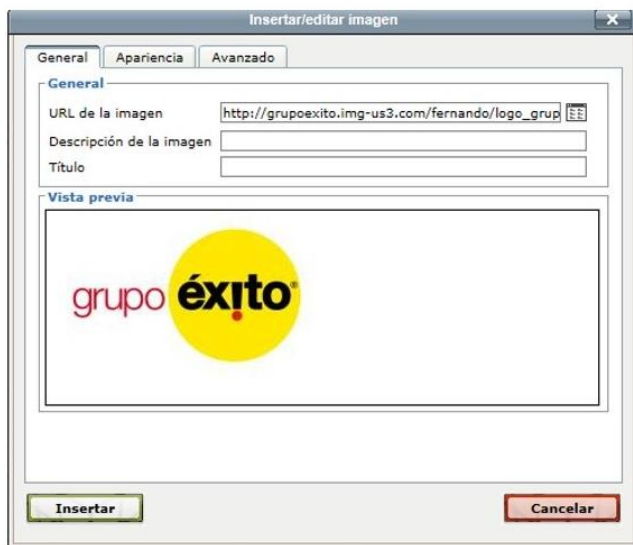 Insertar/editar imagen
General Apariencia Avanzado
General
URL de la imagen http://grupoexito.img-us3.com/fernando/logo_grup
Descripción de la imagen
Título
Vista previa
grupo éxito®
Insertar Cancelar